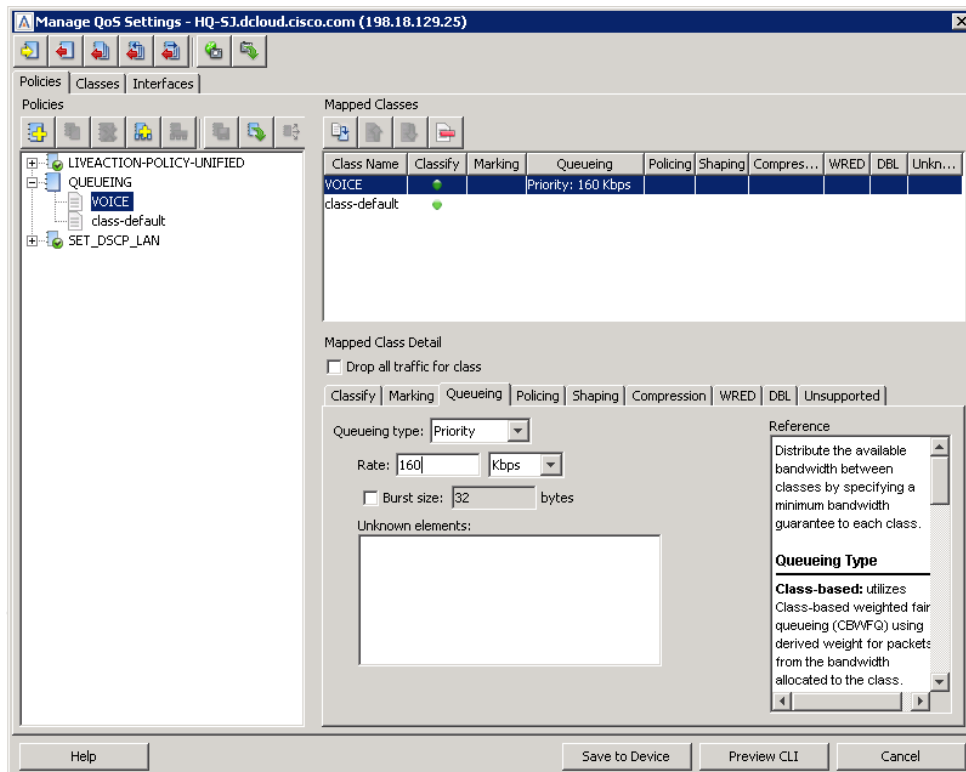 Manage QoS Settings - HQ-SJ.dcloud.cisco.com (198.18.129.25)
Policies Classes Interfaces
Policies
LIVEACTION-POLICY-UNIFIED
QUEUEING
VOICE
class-default
SET_DSCP_LAN
Mapped Classes
Class Name Classify Marking Queueing Policing Shaping Compres... WRED DBL Unkn...
VOICE Priority: 160 Kbps
class-default
Mapped Class Detail
Drop all traffic for class
Classify Marking Queueing Policing Shaping Compression WRED DBL Unsupported
Queueing type: Priority
Rate: 160 Kbps
Burst size: 32 bytes
Unknown elements:
Reference
Distribute the available
bandwidth between
classes by specifying a
minimum bandwidth
guarantee to each class.
Queueing Type
Class-based: utilizes
Class-based weighted fair
queueing (CBWFQ) using
derived weight for packets
from the bandwidth
allocated to the class.
Help Save to Device Preview CLI Cancel